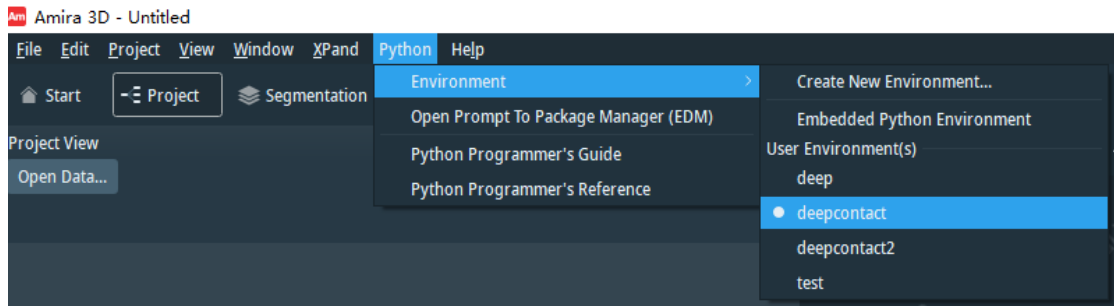 Am Amira 3D - Untitled
File Edit Project View Window XPand Python Help
Start Project Segmentation
Project View
Open Data...
Environment
Open Prompt To Package Manager (EDM)
Python Programmer's Guide
Python Programmer's Reference
Create New Environment...
Embedded Python Environment
User Environment(s)
deep
deepcontact
deepcontact2
test